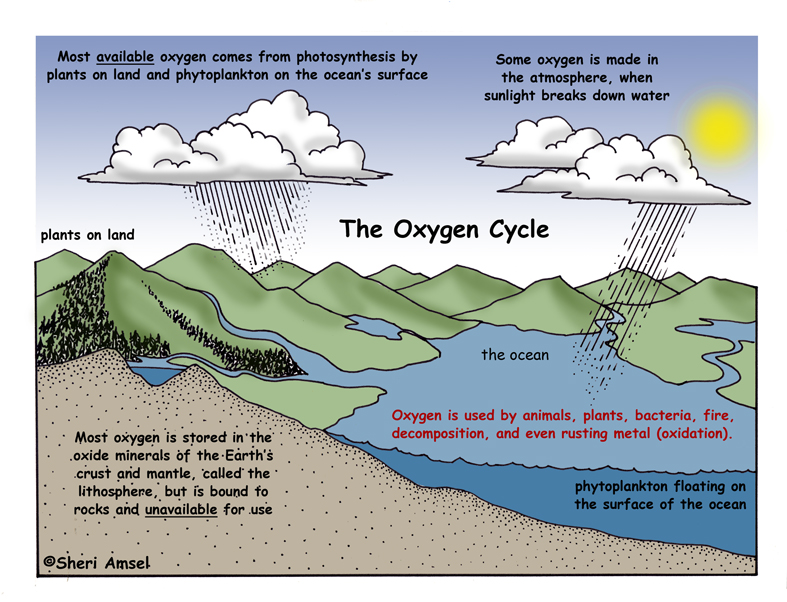 Most available oxygen comes from photosynthesis by
plants on land and phytoplankton on the ocean's surface
Some oxygen is made in
the atmosphere, when
sunlight breaks down water
The Oxygen Cycle
plants on land
the ocean
Oxygen is used by animals, plants, bacteria, fire,
decomposition, and even rusting metal (oxidation).
Most oxygen is stored in the
oxide minerals of the Earth's
crust and mantle, called the
lithosphere, but is bound to
rocks and unavailable for use
phytoplankton floating on
the surface of the ocean
©Sheri Amsel